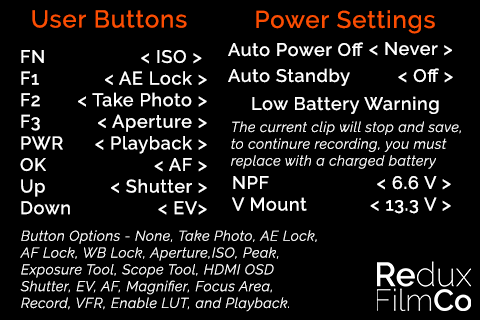 User Buttons
FN < ISO >
F1 < AE Lock >
F2 < Take Photo >
F3 < Aperture >
PWR < Playback >
OK < AF >
Up < Shutter >
Down < EV>
Button Options - None, Take Photo, AE Lock,
AF Lock, WB Lock, Aperture,ISO, Peak,
Exposure Tool, Scope Tool, HDMI OSD
Shutter, EV, AF, Magnifier, Focus Area,
Record, VFR, Enable LUT, and Playback.
Power Settings
Auto Power Off < Never >
Auto Standby < Off >
Low Battery Warning
The current clip will stop and save,
to continue recording, you must
replace with a charged battery
NPF < 6.6 V >
V Mount < 13.3 V >
Redux
FilmCo